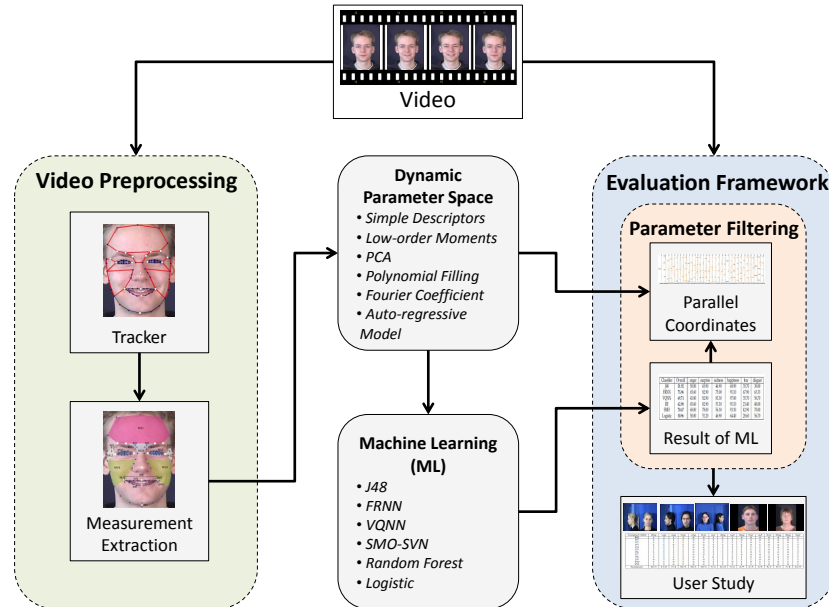 Video
Video Preprocessing
Tracker
Measurement
Extraction
Dynamic
Parameter Space
• Simple Descriptors
• Low-order Moments
• PCA
• Polynomial Filling
• Fourier Coefficient
• Auto-regressive
Model
Machine Learning
(ML)
• J48
• FRNN
• VQNN
• SMO-SVN
• Random Forest
• Logistic
Evaluation Framework
Parameter Filtering
Parallel
Coordinates
Result of ML
User Study